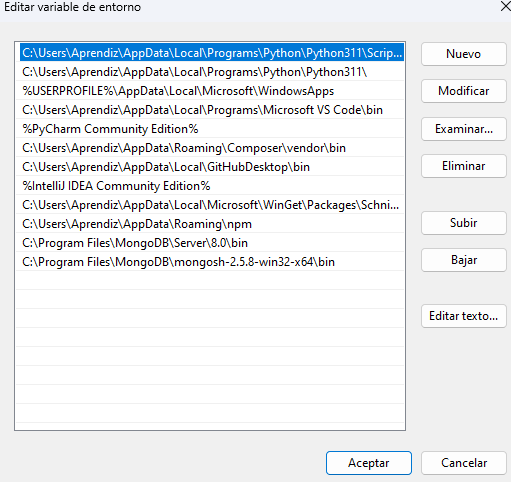 Editar variable de entorno
C:\Users\Aprendiz\AppData\Local\Programs\Python\Python311\Scrip...
C:\Users\Aprendiz\AppData\Local\Programs\Python\Python311\
%USERPROFILE%\AppData\Local\Microsoft\WindowsApps
C:\Users\Aprendiz\AppData\Local\Programs\Microsoft VS Code\bin
%PyCharm Community Edition%
C:\Users\Aprendiz\AppData\Roaming\Composer\vendor\bin
C:\Users\Aprendiz\AppData\Local\GitHubDesktop\bin
%IntelliJ IDEA Community Edition%
C:\Users\Aprendiz\AppData\Local\Microsoft\WinGet\Packages\Schni...
C:\Users\Aprendiz\AppData\Roaming\npm
C:\Program Files\MongoDB\Server\8.0\bin
C:\Program Files\MongoDB\mongosh-2.5.8-win32-x64\bin
Nuevo
Modificar
Examinar...
Eliminar
Subir
Bajar
Editar texto...
Aceptar
Cancelar